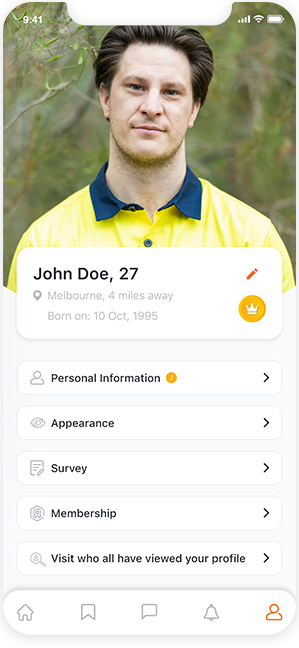 9:41
John Doe, 27
Melbourne, 4 miles away
Born on: 10 Oct, 1995
Personal Information i
Appearance
Survey
Membership
Visit who all have viewed your profile